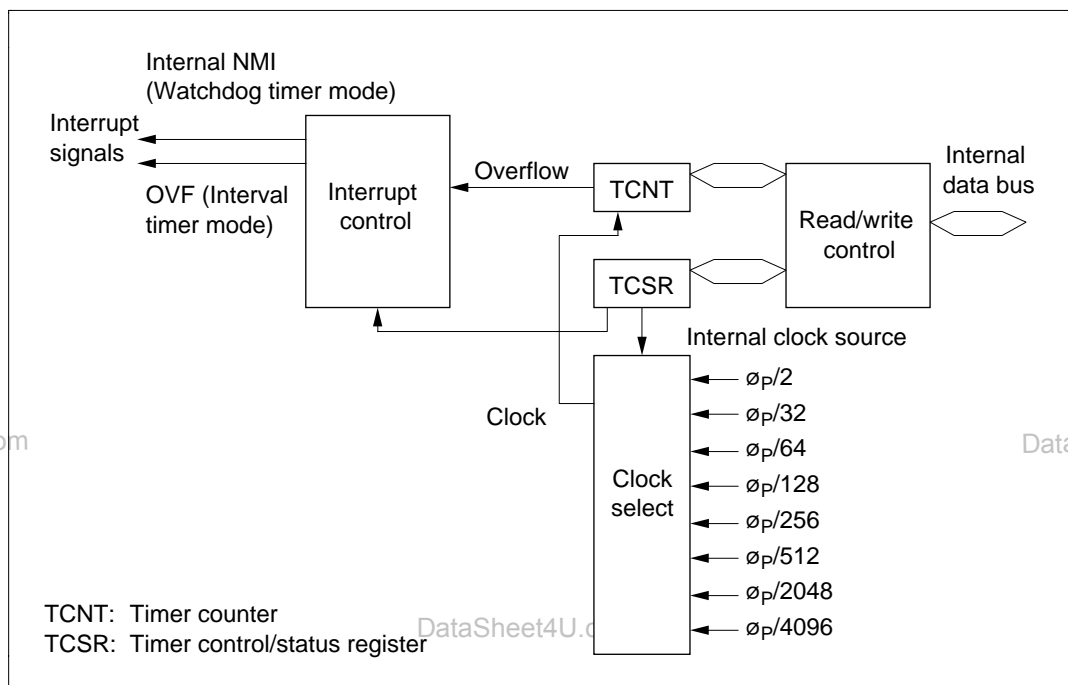 Internal NMI
(Watchdog timer mode)
Interrupt
signals
OVF (Interval
timer mode)
Interrupt
control
Overflow
TCNT
TCSR
Read/write
control
Internal
data bus
Internal clock source
Clock
Clock
select
øP/2
øP/32
øP/64
øP/128
øP/256
øP/512
øP/2048
øP/4096
TCNT: Timer counter
TCSR: Timer control/status register
om
Data
DataSheet4U.c